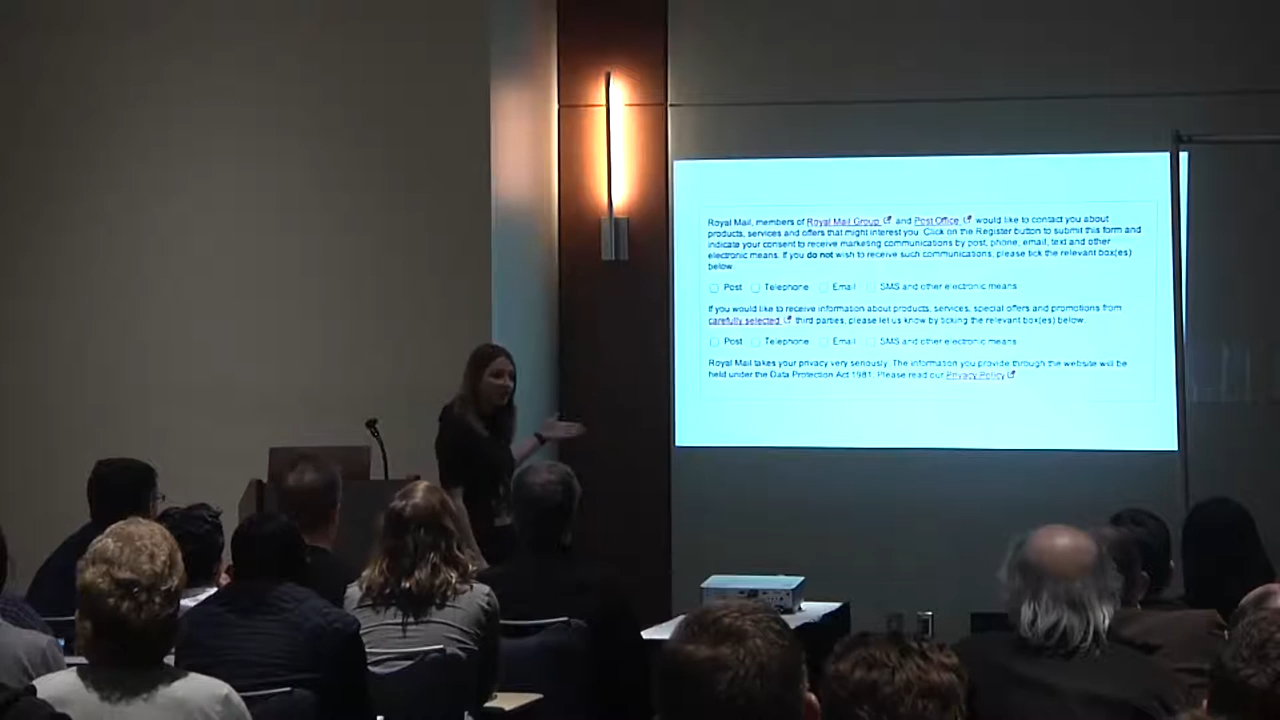 Royal Mail, members of Royal Mail Group and Post Office would like to contact you about
products, services and offers that might interest you. Click on the Register button to submit this form and
indicate your consent to receive marketing communications by post, phone, email, text and other
electronic means. If you do not wish to receive such communications, please tick the relevant box(es)
below.
Post Telephone Email SMS and other electronic means
If you would like to receive information about products, services, special offers and promotions from
carefully selected third parties, please let us know by ticking the relevant box(es) below.
Post Telephone Email SMS and other electronic means
Royal Mail takes your privacy very seriously. The information you provide through the website will be
held under the Data Protection Act 1981. Please read our Privacy Policy